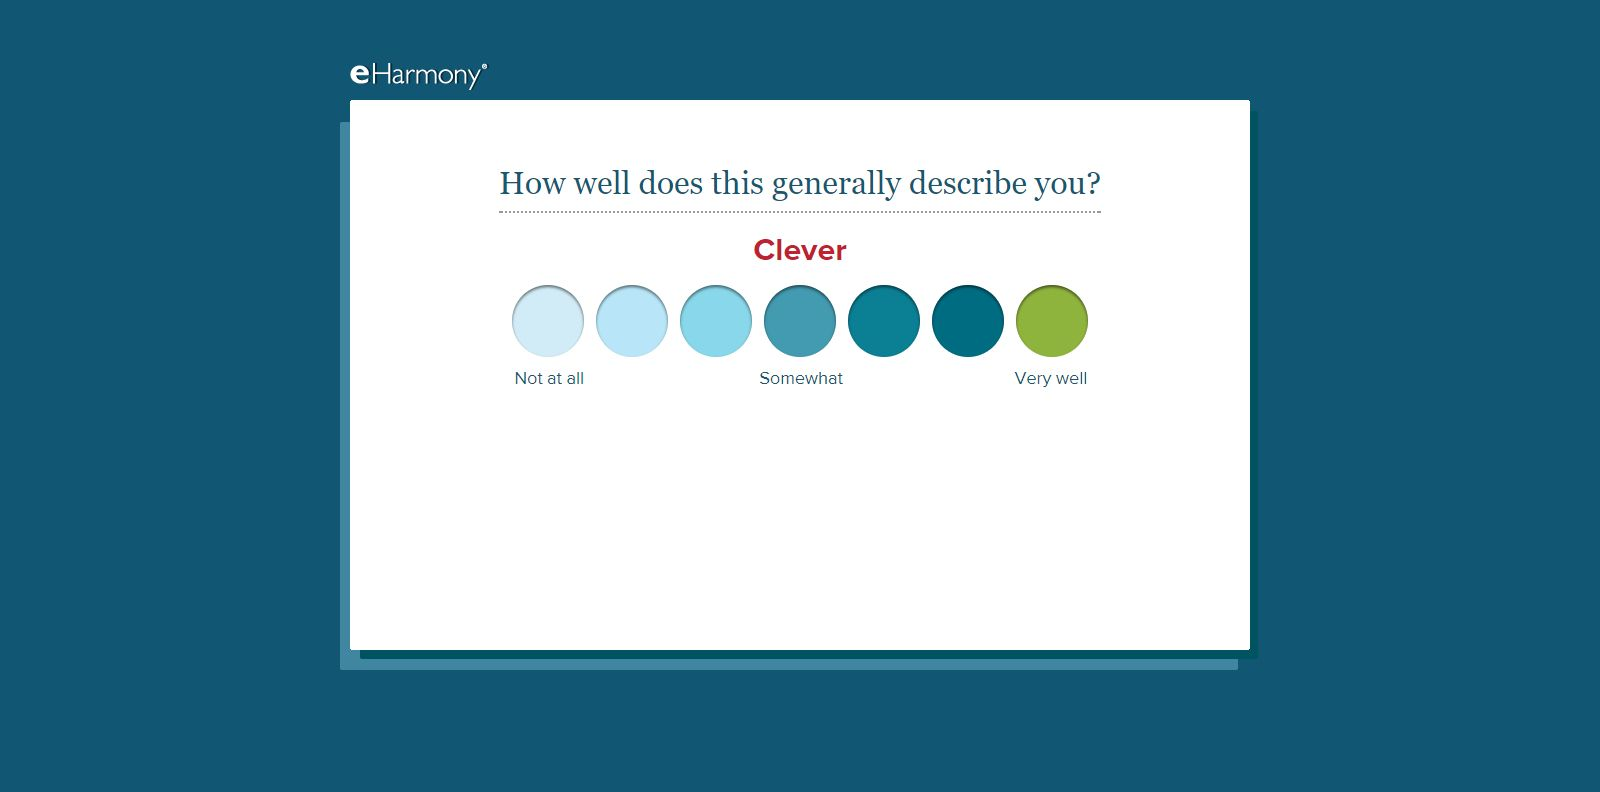 eHarmony®
How well does this generally describe you?
Clever
Not at all Somewhat Very well